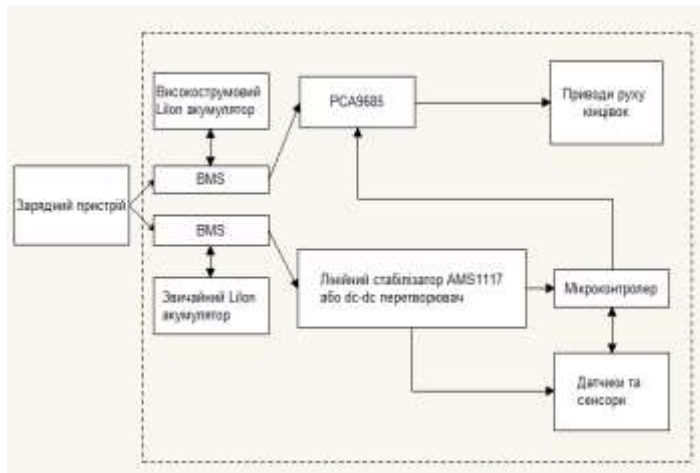 Високострумовий
LiIon акумулятор
PCA9685
Приводи руху
кінцівок
BMS
Зарядний пристрій
BMS
Лінійний стабілізатор AMS1117
або dc-dc перетворювач
Мікроконтролер
Звичайний LiIon
акумулятор
Датчики та
сенсори